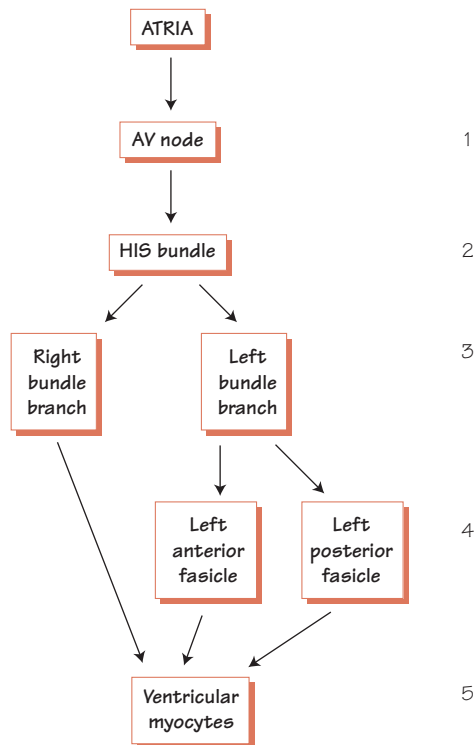 ATRIA
AV node
1
HIS bundle
2
Right
bundle
branch
Left
bundle
branch
3
Left
anterior
fasicle
Left
posterior
fasicle
4
Ventricular
myocytes
5